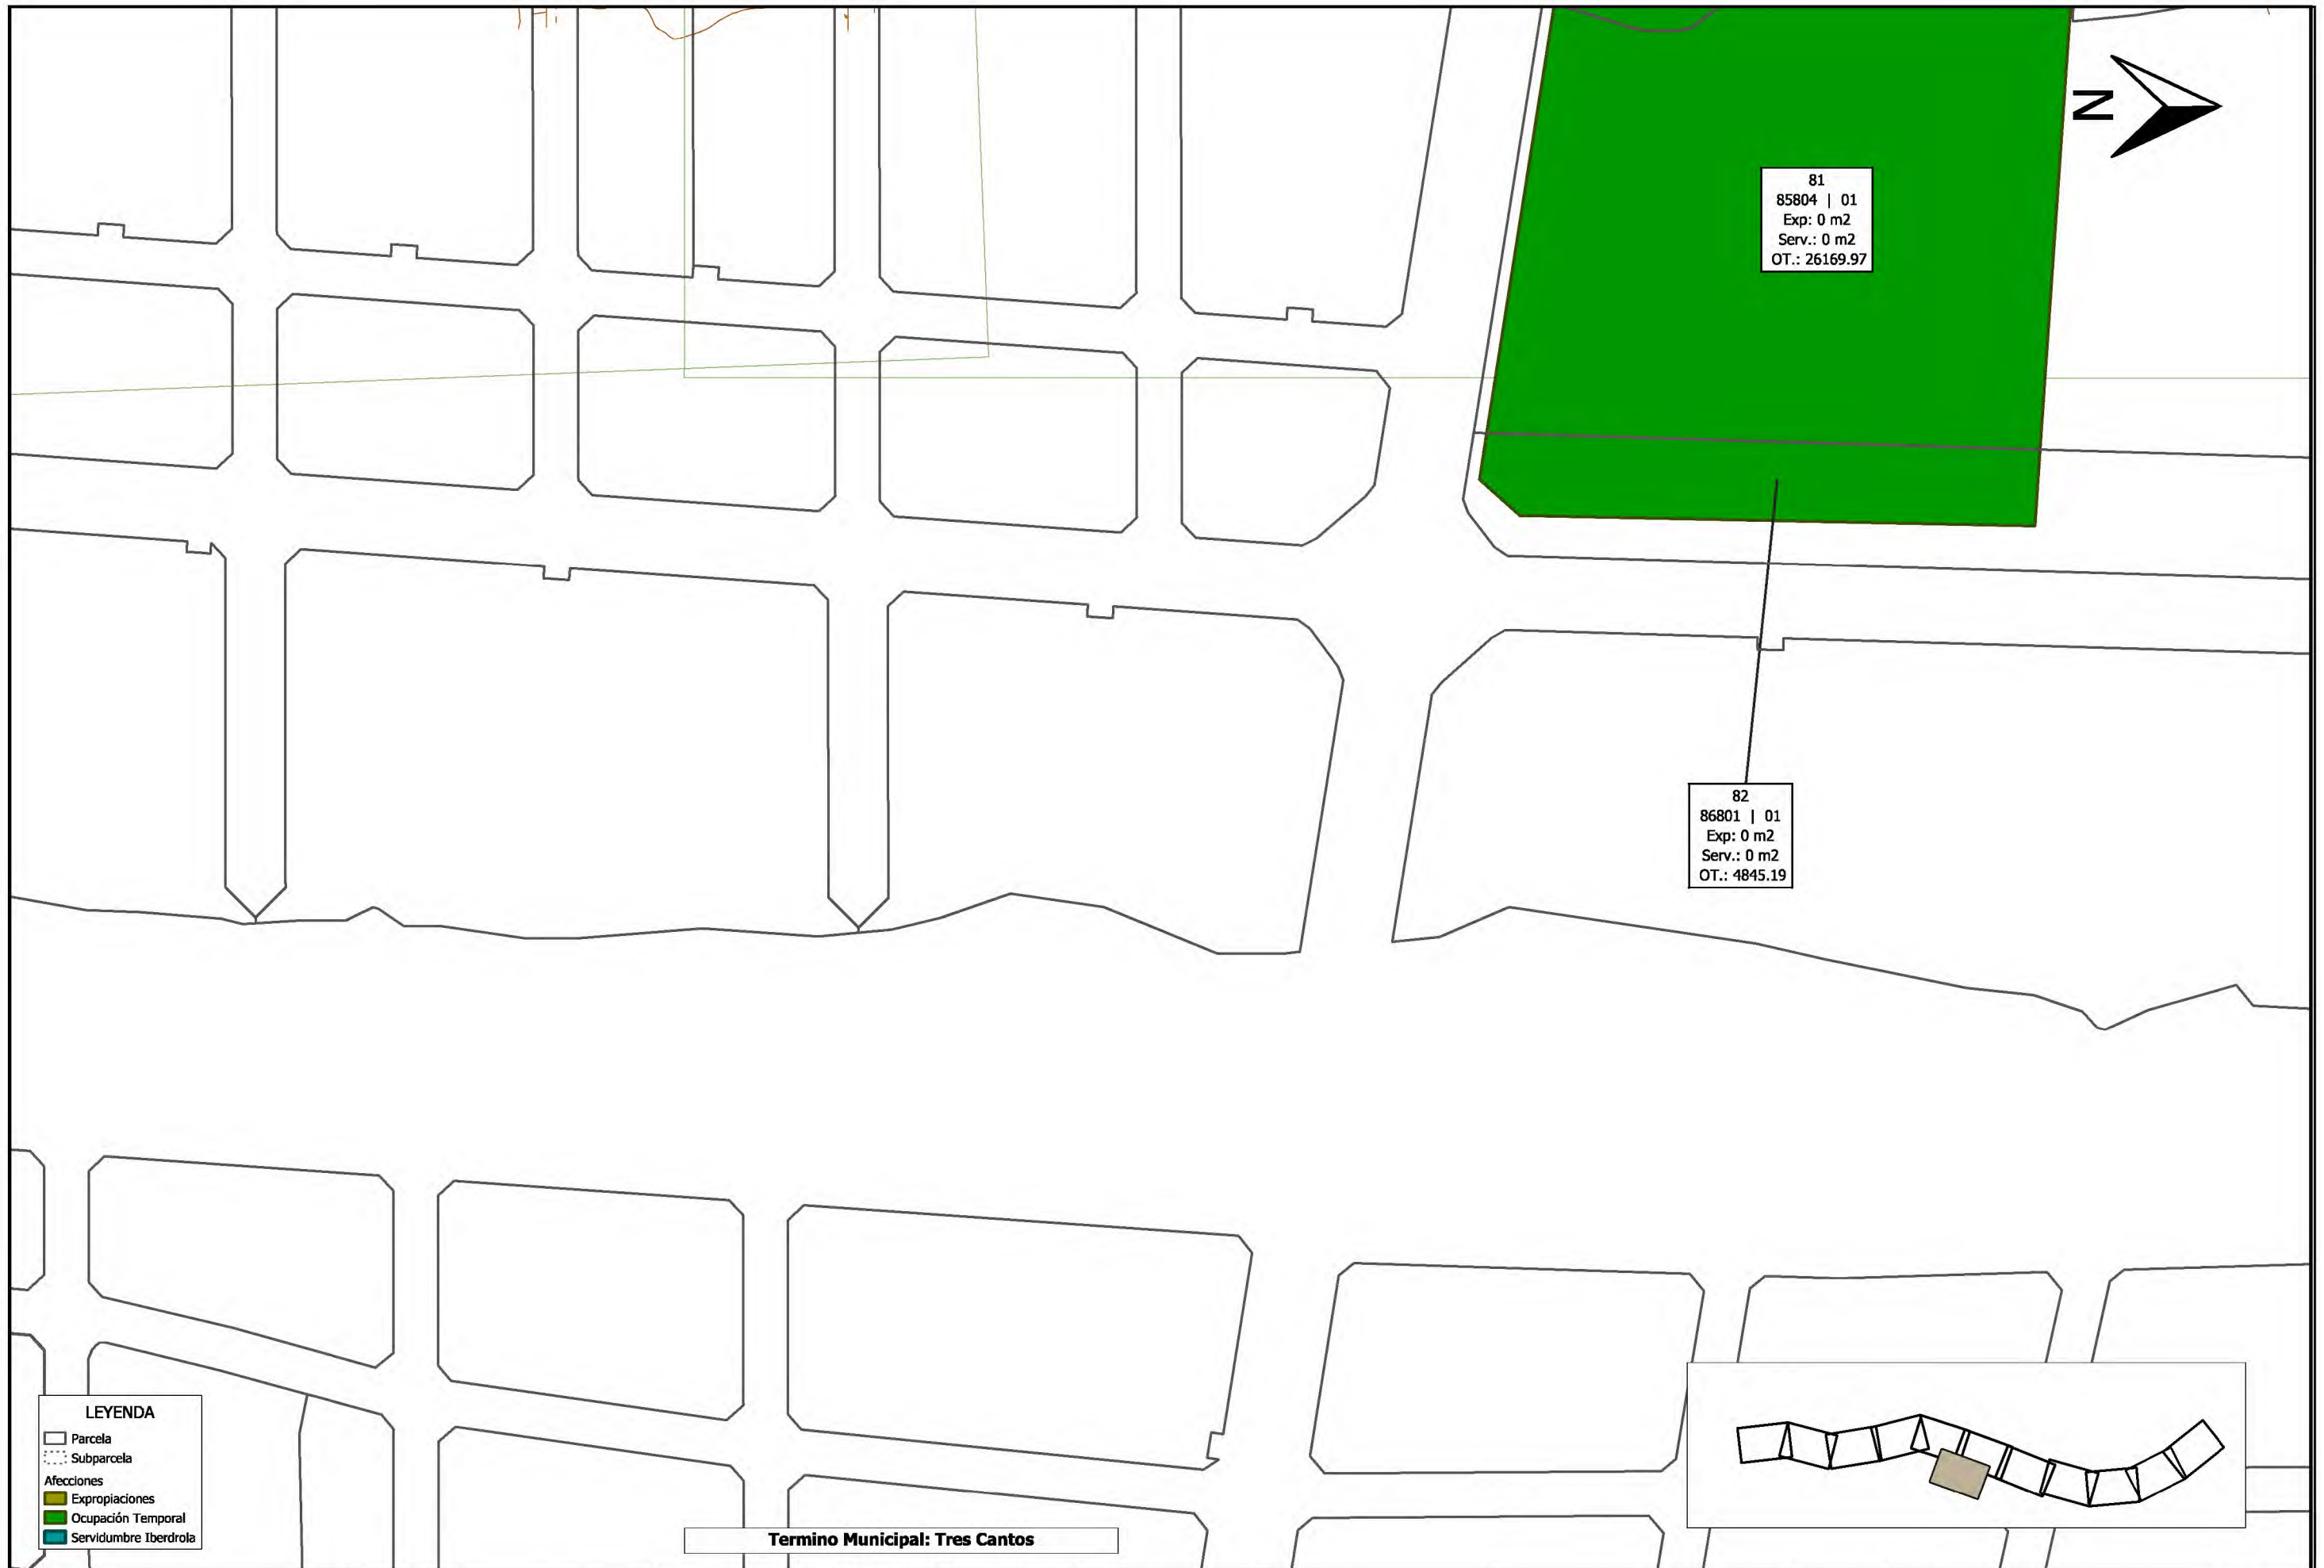 N
81
85804 | 01
Exp: 0 m2
Serv.: 0 m2
OT.: 26169.97
82
86801 | 01
Exp: 0 m2
Serv.: 0 m2
OT.: 4845.19
LEYENDA
Parcela
Subparcela
Afecciones
Expropiaciones
Ocupación Temporal
Servidumbre Iberdrola
Termino Municipal: Tres Cantos